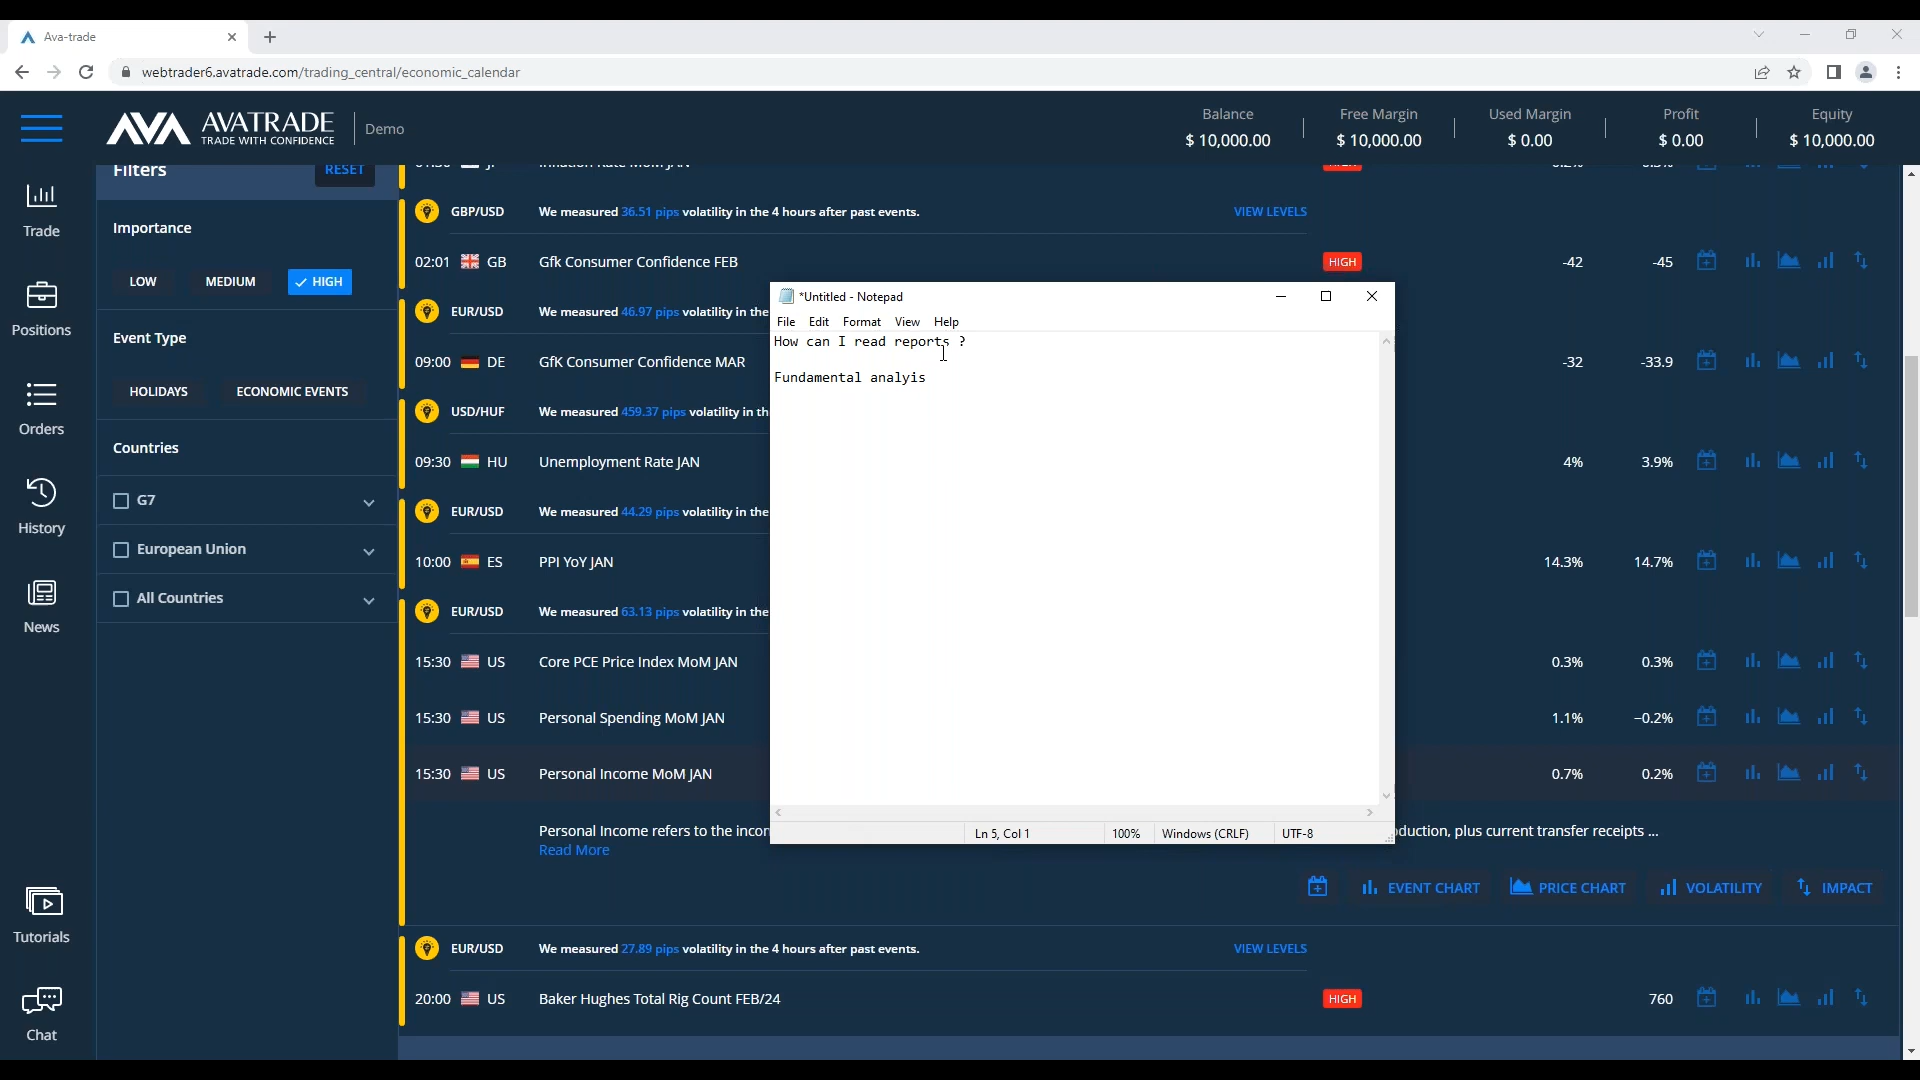 Ava-trade
webtrader6.avatrade.com/trading_central/economic_calendar
AVATRADE
TRADE WITH CONFIDENCE
Demo
Balance
$ 10,000.00
Free Margin
$ 10,000.00
Used Margin
$ 0.00
Profit
$ 0.00
Equity
$ 10,000.00
Trade
Positions
Orders
History
News
Tutorials
Chat
Filters
RESET
Importance
LOW MEDIUM HIGH
Event Type
HOLIDAYS ECONOMIC EVENTS
Countries
G7
European Union
All Countries
GBP/USD We measured 36.51 pips volatility in the 4 hours after past events. VIEW LEVELS
02:01 GB Gfk Consumer Confidence FEB HIGH -42 -45
EUR/USD We measured 46.97 pips volatility in the
09:00 DE GfK Consumer Confidence MAR -32 -33.9
USD/HUF We measured 459.37 pips volatility in th
09:30 HU Unemployment Rate JAN 4% 3.9%
EUR/USD We measured 44.29 pips volatility in the
10:00 ES PPI YoY JAN 14.3% 14.7%
EUR/USD We measured 63.13 pips volatility in the
15:30 US Core PCE Price Index MoM JAN 0.3% 0.3%
15:30 US Personal Spending MoM JAN 1.1% −0.2%
15:30 US Personal Income MoM JAN 0.7% 0.2%
Personal Income refers to the incom
duction, plus current transfer receipts ...
Read More
EVENT CHART PRICE CHART VOLATILITY IMPACT
EUR/USD We measured 27.89 pips volatility in the 4 hours after past events. VIEW LEVELS
20:00 US Baker Hughes Total Rig Count FEB/24 HIGH 760
*Untitled - Notepad
File Edit Format View Help
How can I read reports ?
Fundamental analyis
Ln 5, Col 1 100% Windows (CRLF) UTF-8